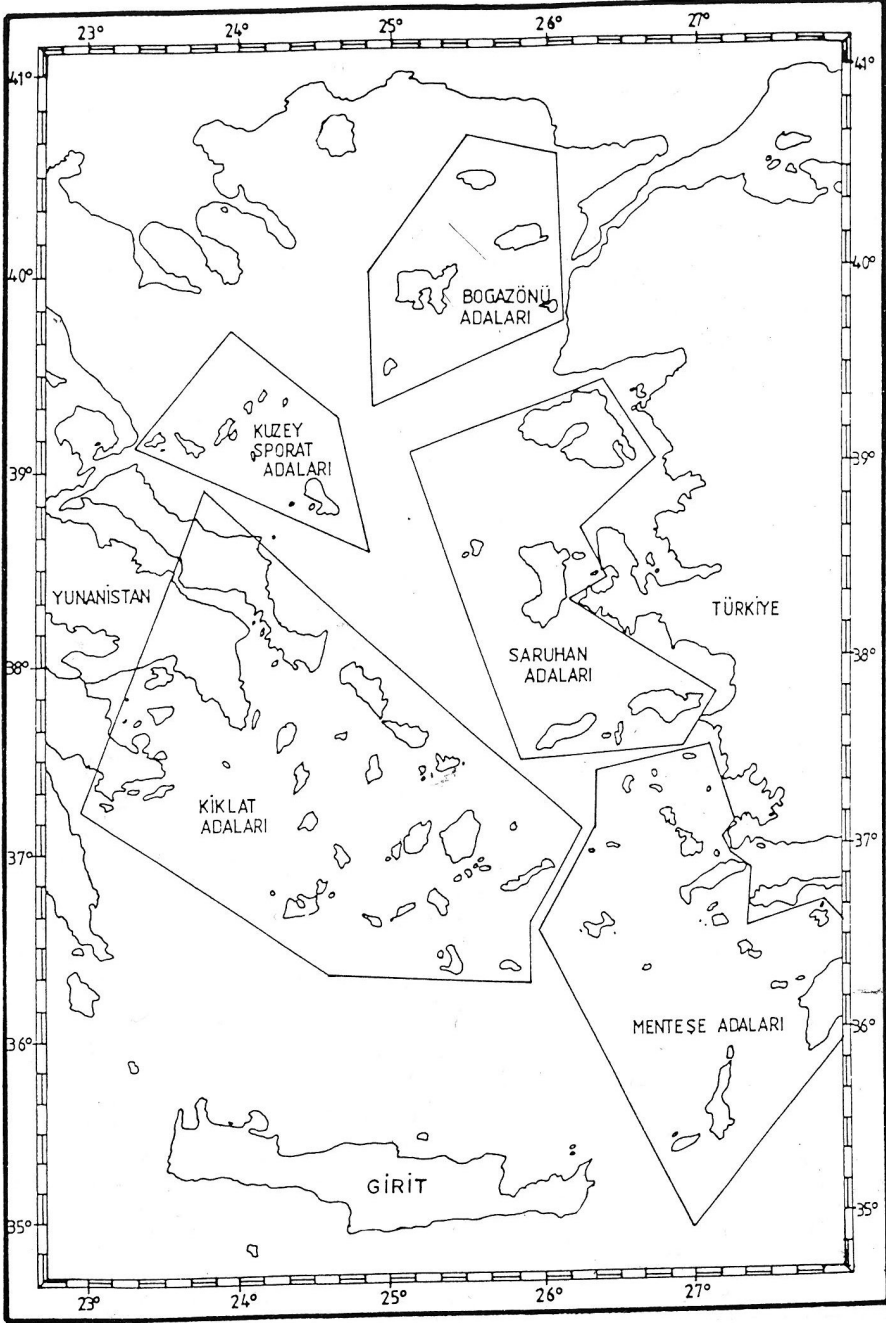 23°
24°
25°
26°
27°
41°
41°
40°
40°
BOGAZÖNÜ
ADALARI
KUZEY
SPORAT
ADALARI
39°
39°
YUNANİSTAN
TÜRKİYE
SARUHAN
ADALARI
38°
38°
KİKLAT
ADALARI
37°
37°
MENTEŞE ADALARI
36°
36°
GİRİT
35°
35°
23°
24°
25°
26°
27°